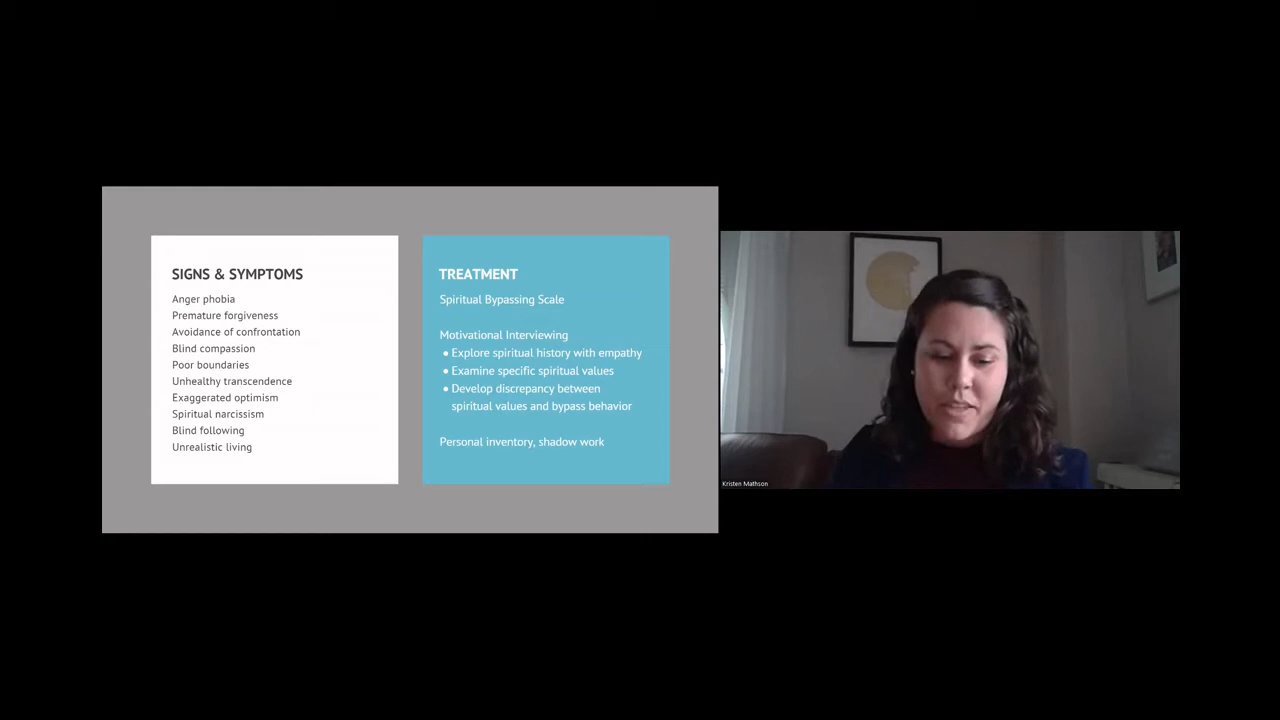 SIGNS & SYMPTOMS
Anger phobia
Premature forgiveness
Avoidance of confrontation
Blind compassion
Poor boundaries
Unhealthy transcendence
Exaggerated optimism
Spiritual narcissism
Blind following
Unrealistic living
TREATMENT
Spiritual Bypassing Scale
Motivational Interviewing
• Explore spiritual history with empathy
• Examine specific spiritual values
• Develop discrepancy between
spiritual values and bypass behavior
Personal inventory, shadow work
Kristen Mathson